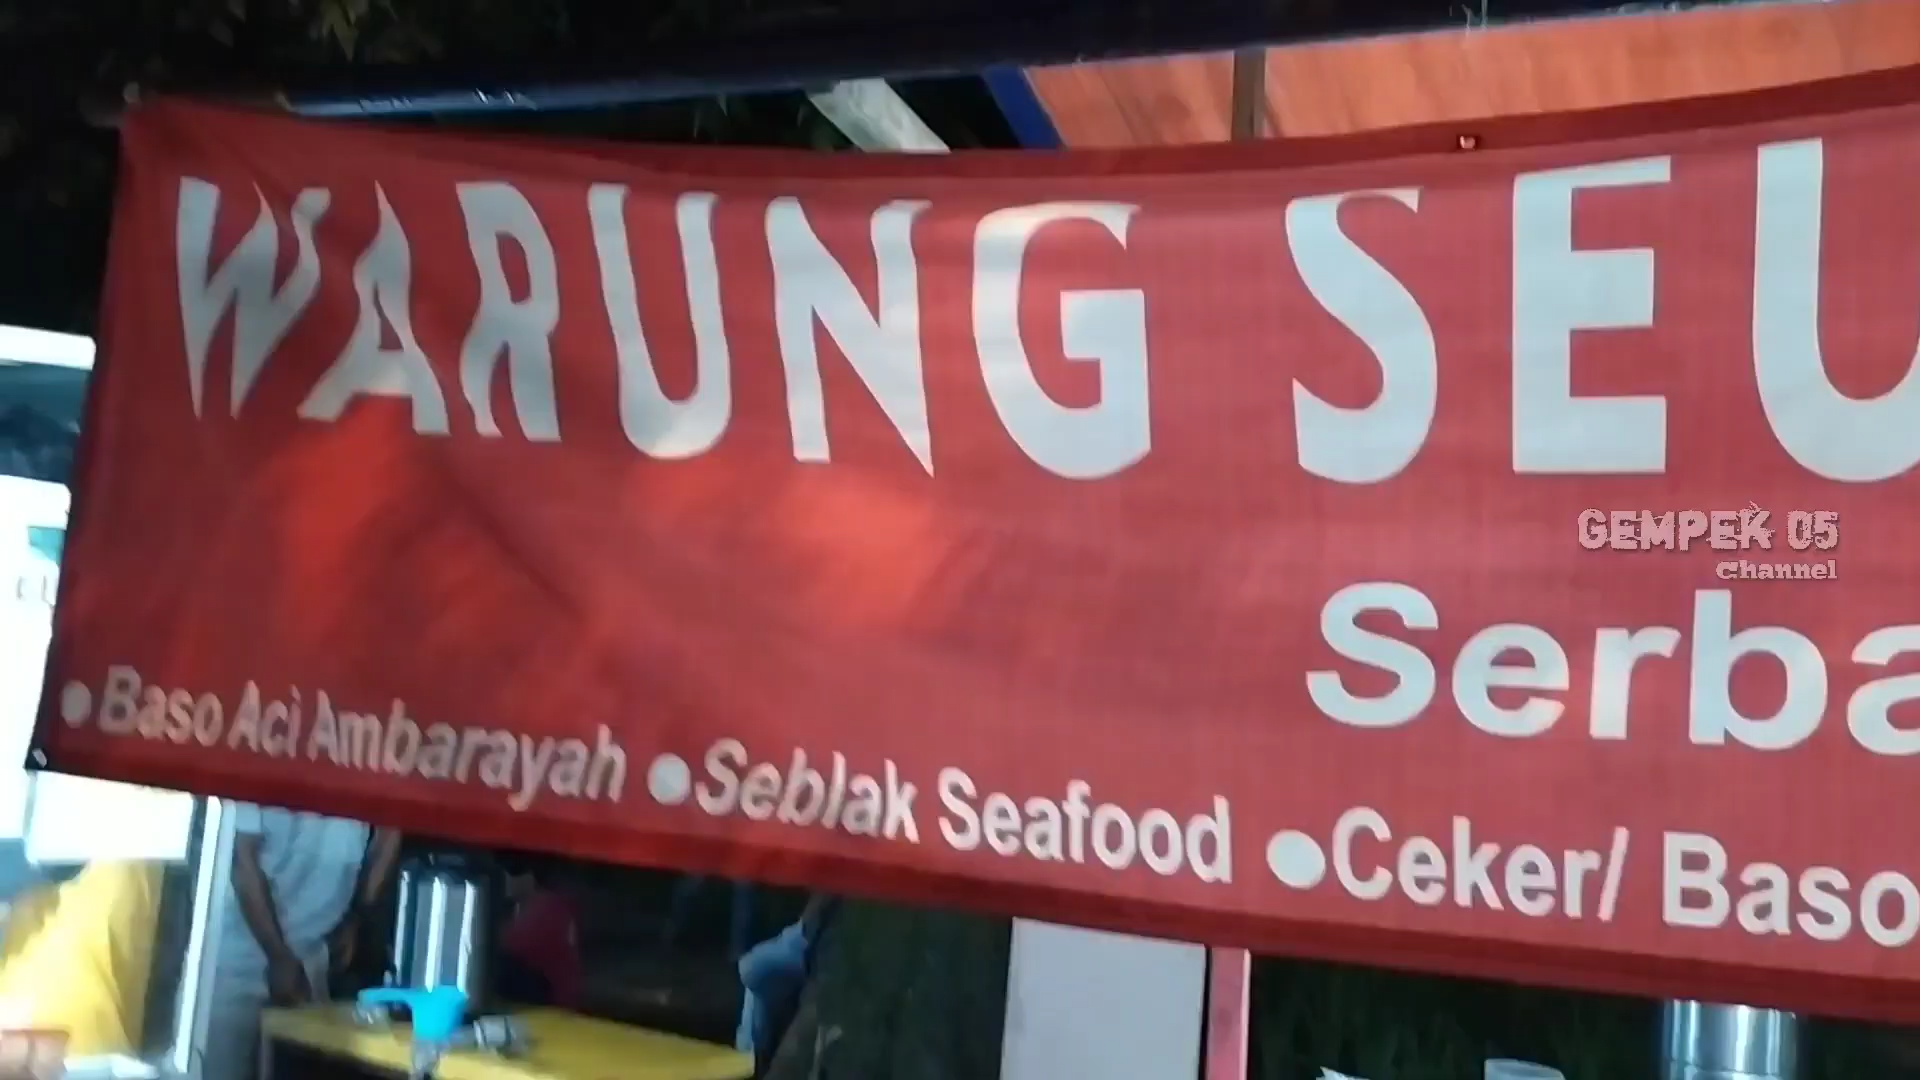 WARUNG SEU
GEMPEK 05
Channel
Serba
• Baso Aci Ambarayah • Seblak Seafood • Ceker/ Baso